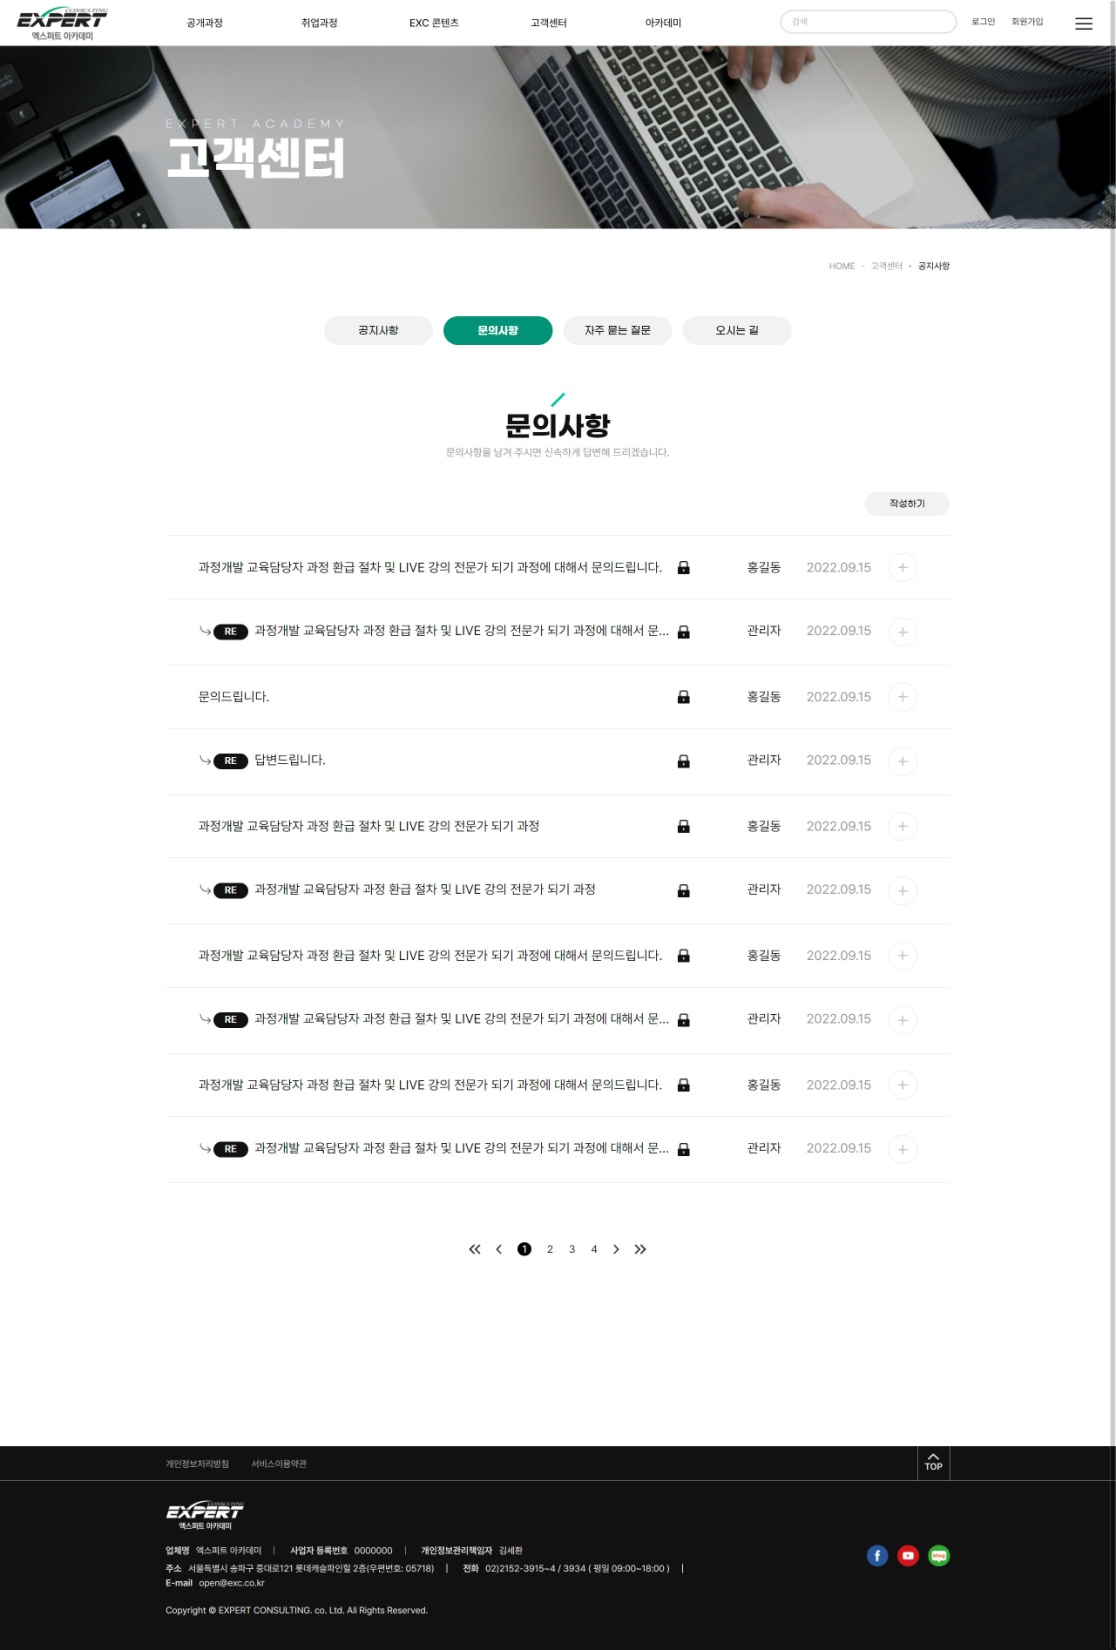 CONSULTING
EXPERT
엑스퍼트 아카데미
공개과정 취업과정 EXC 콘텐츠 고객센터 아카데미 검색 로그인 회원가입
EXPERT ACADEMY
고객센터
HOME · 고객센터 · 공지사항
공지사항 문의사항 자주 묻는 질문 오시는 길
문의사항
문의사항을 남겨 주시면 신속하게 답변해 드리겠습니다.
작성하기
과정개발 교육담당자 과정 환급 절차 및 LIVE 강의 전문가 되기 과정에 대해서 문의드립니다. 홍길동 2022.09.15
RE 과정개발 교육담당자 과정 환급 절차 및 LIVE 강의 전문가 되기 과정에 대해서 문... 관리자 2022.09.15
문의드립니다. 홍길동 2022.09.15
RE 답변드립니다. 관리자 2022.09.15
과정개발 교육담당자 과정 환급 절차 및 LIVE 강의 전문가 되기 과정 홍길동 2022.09.15
RE 과정개발 교육담당자 과정 환급 절차 및 LIVE 강의 전문가 되기 과정 관리자 2022.09.15
과정개발 교육담당자 과정 환급 절차 및 LIVE 강의 전문가 되기 과정에 대해서 문의드립니다. 홍길동 2022.09.15
RE 과정개발 교육담당자 과정 환급 절차 및 LIVE 강의 전문가 되기 과정에 대해서 문... 관리자 2022.09.15
과정개발 교육담당자 과정 환급 절차 및 LIVE 강의 전문가 되기 과정에 대해서 문의드립니다. 홍길동 2022.09.15
RE 과정개발 교육담당자 과정 환급 절차 및 LIVE 강의 전문가 되기 과정에 대해서 문... 관리자 2022.09.15
1 2 3 4
개인정보처리방침 서비스이용약관 TOP
CONSULTING
EXPERT
엑스퍼트 아카데미
업체명 엑스퍼트 아카데미 | 사업자 등록번호 0000000 | 개인정보관리책임자 김세환
주소 서울특별시 송파구 중대로121 롯데캐슬파인힐 2층(우편번호: 05718) | 전화 02)2152-3915~4 / 3934 ( 평일 09:00~18:00 ) |
E-mail open@exc.co.kr
Copyright © EXPERT CONSULTING. co. Ltd. All Rights Reserved.